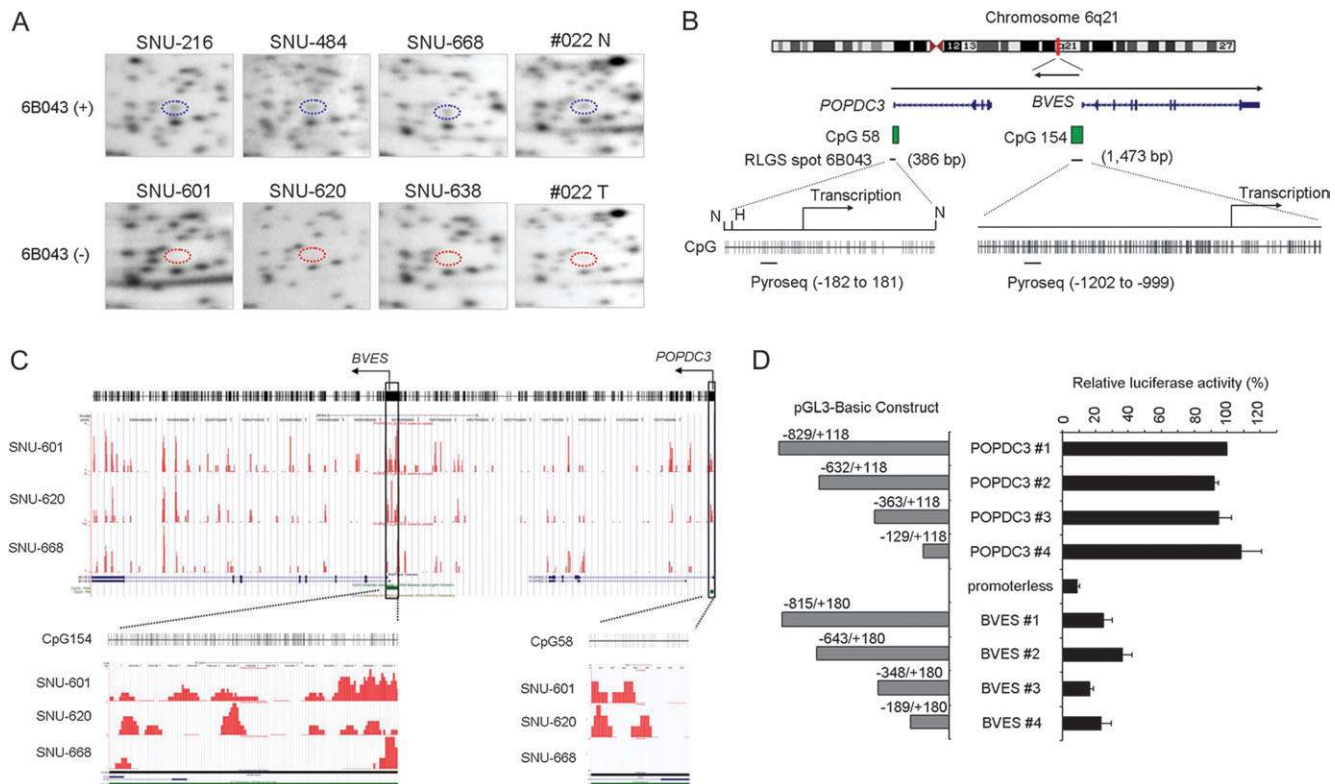 A
SNU-216 SNU-484 SNU-668 #022 N
6B043 (+)
SNU-601 SNU-620 SNU-638 #022 T
6B043 (-)
B
Chromosome 6q21
12 13 q21 27
POPDC3 BVES
CpG 58 CpG 154
RLGS spot 6B043 (386 bp) (1,473 bp)
N H Transcription N Transcription
CpG
Pyroseq (-182 to 181) Pyroseq (-1202 to -999)
C
BVES POPDC3
SNU-601
SNU-620
SNU-668
CpG154 CpG58
SNU-601 SNU-601
SNU-620 SNU-620
SNU-668 SNU-668
D
Relative luciferase activity (%)
pGL3-Basic Construct
0 20 40 60 80 100 120
-829/+118 POPDC3 #1
-632/+118 POPDC3 #2
-363/+118 POPDC3 #3
-129/+118 POPDC3 #4
promoterless
-815/+180 BVES #1
-643/+180 BVES #2
-348/+180 BVES #3
-189/+180 BVES #4